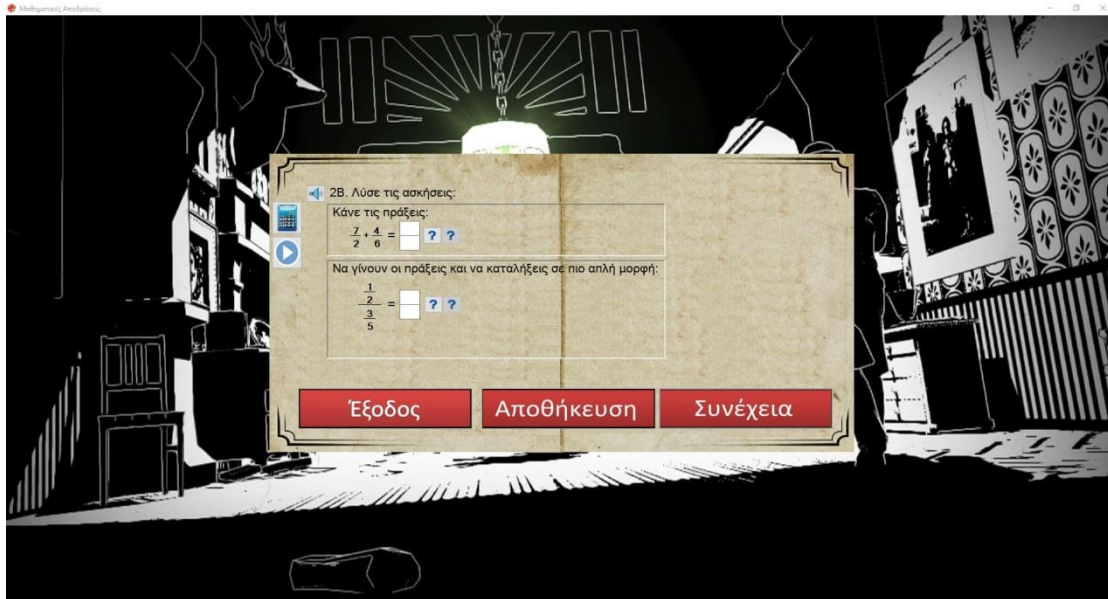 Μαθηματικές Αποδράσεις
2Β. Λύσε τις ασκήσεις:
Κάνε τις πράξεις:
7/2 + 4/6 = ? ?
Να γίνουν οι πράξεις και να καταλήξεις σε πιο απλή μορφή:
1/2 / 3/5 = ? ?
Έξοδος Αποθήκευση Συνέχεια